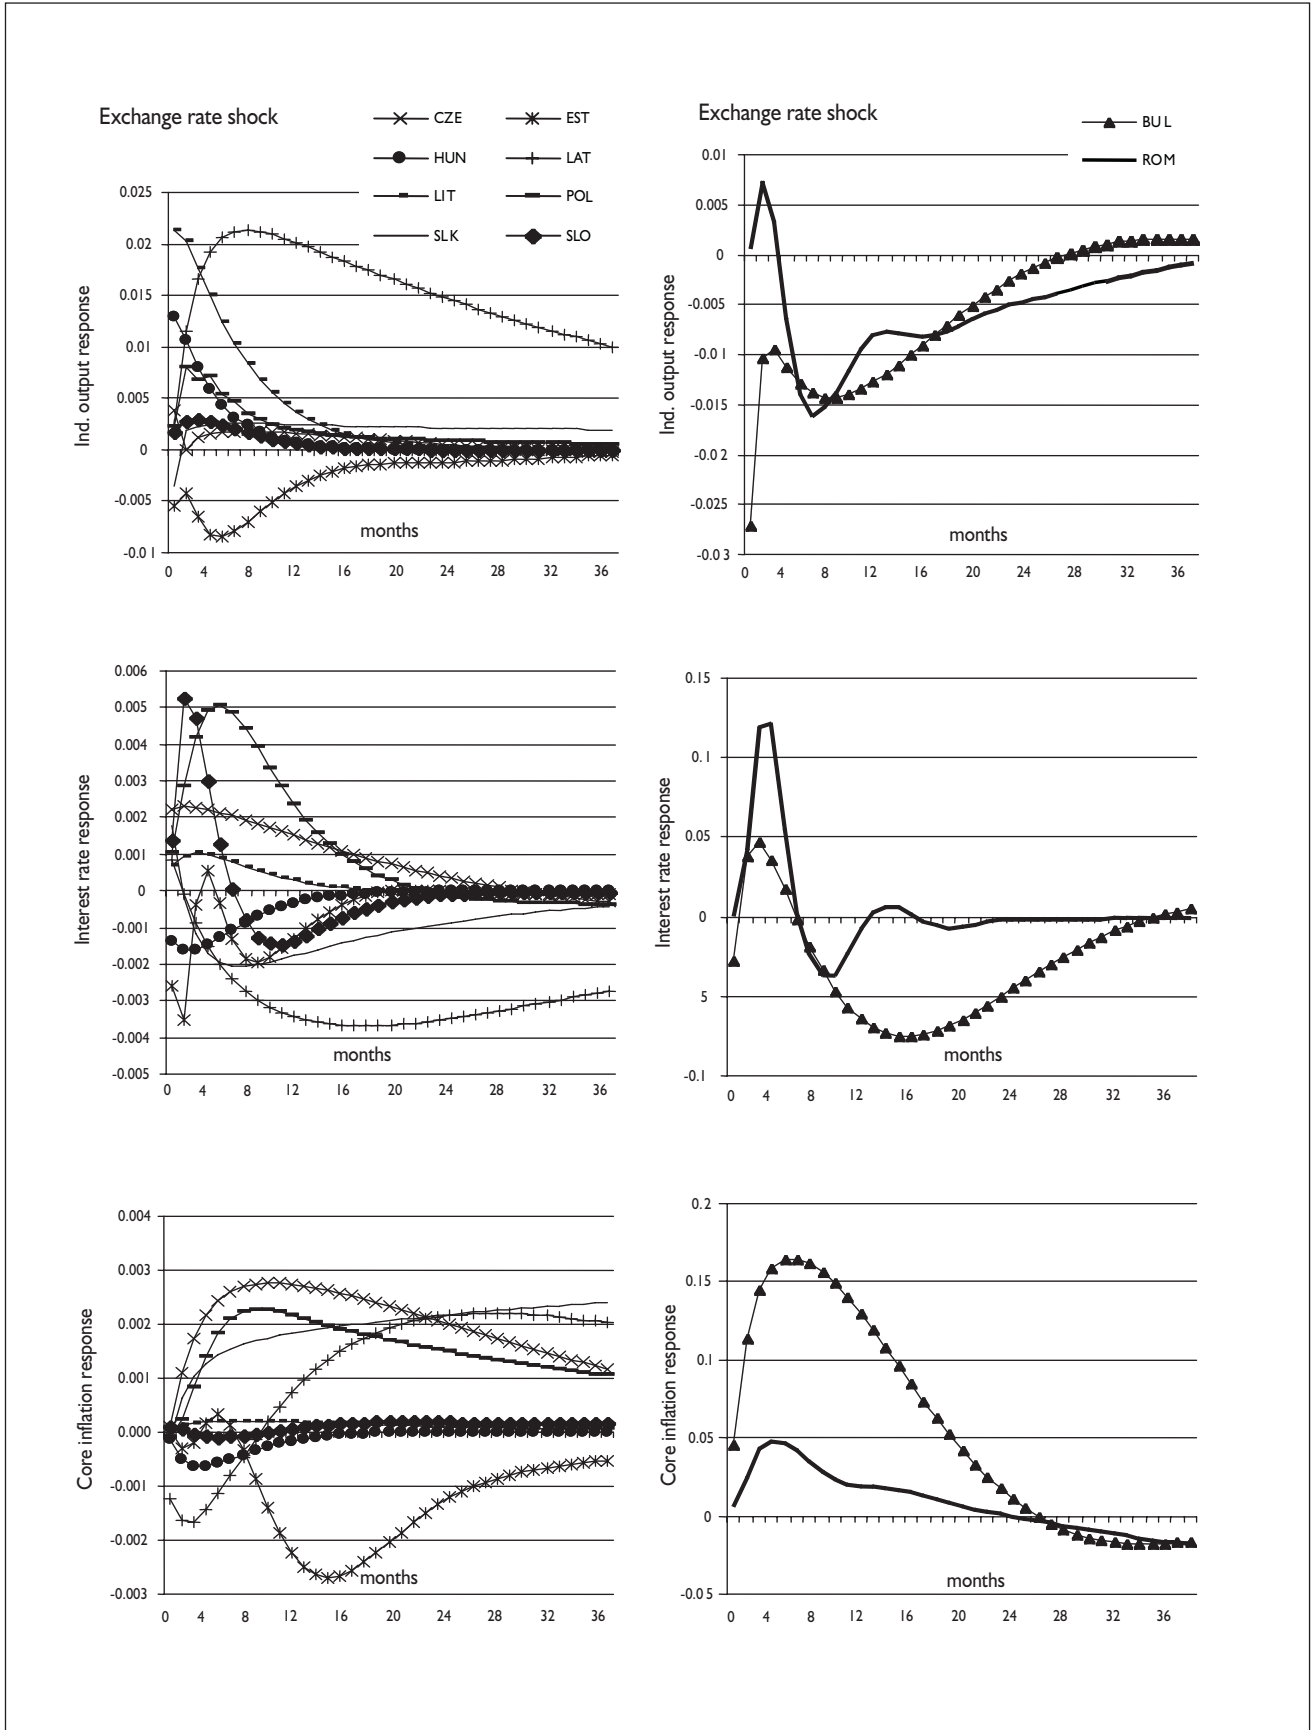 Exchange rate shock
CZE
EST
HUN
LAT
LIT
POL
SLK
SLO
Ind. output response
0.025
0.02
0.015
0.01
0.005
0
-0.005
-0.01
months
0 4 8 12 16 20 24 28 32 36
Exchange rate shock
BUL
ROM
Ind. output response
0.01
0.005
0
-0.005
-0.01
-0.015
-0.02
-0.025
-0.03
months
0 4 8 12 16 20 24 28 32 36
Interest rate response
0.006
0.005
0.004
0.003
0.002
0.001
0
-0.001
-0.002
-0.003
-0.004
-0.005
months
0 4 8 12 16 20 24 28 32 36
Interest rate response
0.15
0.1
0.05
0
5
-0.1
months
0 4 8 12 16 20 24 28 32 36
Core inflation response
0.004
0.003
0.002
0.001
0.000
-0.001
-0.002
-0.003
months
0 4 8 12 16 20 24 28 32 36
Core inflation response
0.2
0.15
0.1
0.05
0
-0.05
months
0 4 8 12 16 20 24 28 32 36